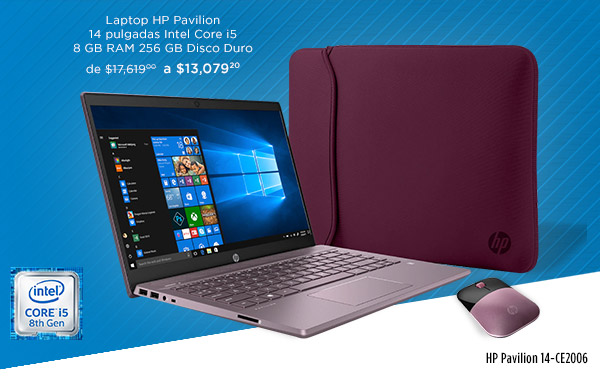 Laptop HP Pavilion
14 pulgadas Intel Core i5
8 GB RAM 256 GB Disco Duro
de $17,619⁰⁰ a $13,079²⁰
hp
intel
CORE i5
8th Gen
HP Pavilion 14-CE2006